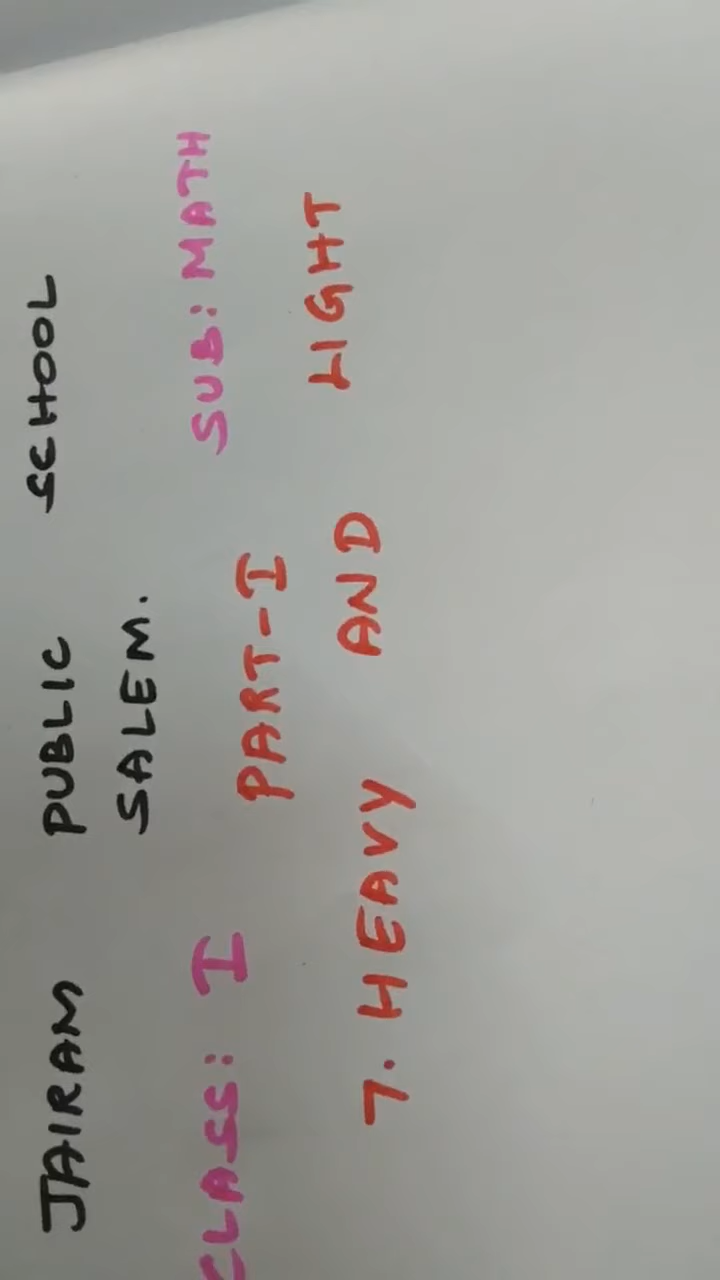 JAIRAM PUBLIC SCHOOL
SALEM.
CLASS: I SUB: MATH
PART-I
7. HEAVY AND LIGHT